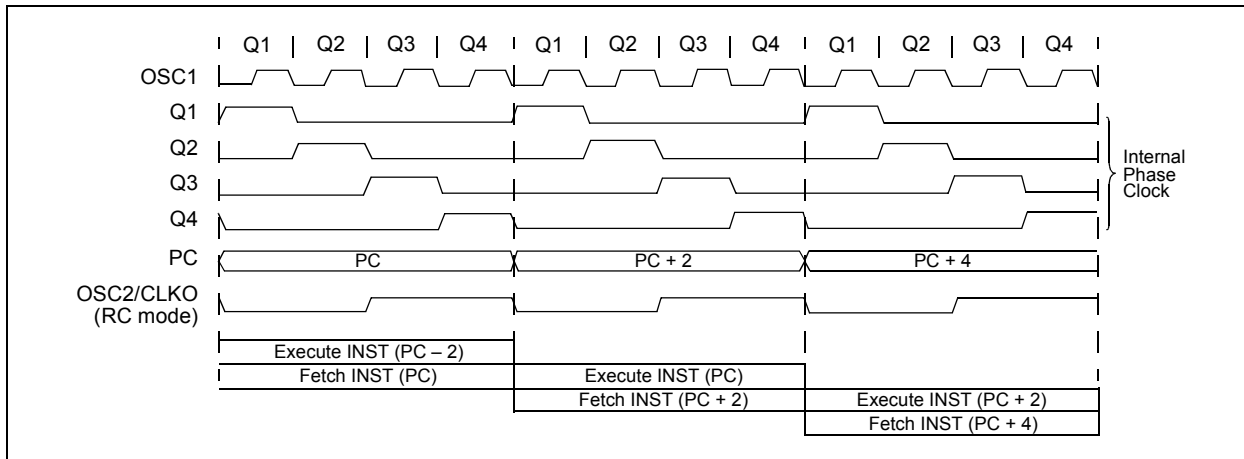 Q1 Q2 Q3 Q4 Q1 Q2 Q3 Q4 Q1 Q2 Q3 Q4
OSC1
Q1
Q2
Q3
Q4
Internal
Phase
Clock
PC PC PC + 2 PC + 4
OSC2/CLKO
(RC mode)
Execute INST (PC – 2)
Fetch INST (PC) Execute INST (PC)
Fetch INST (PC + 2) Execute INST (PC + 2)
Fetch INST (PC + 4)